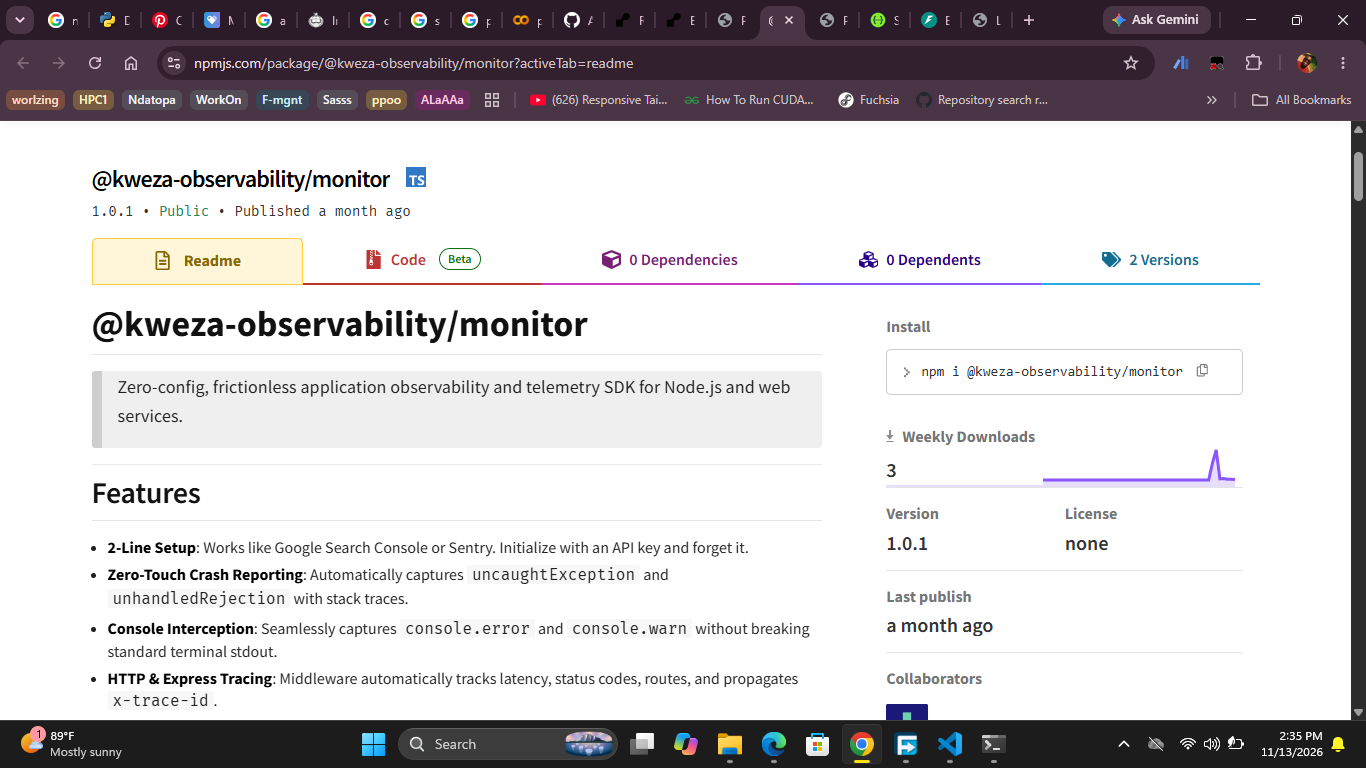 Ask Gemini
npmjs.com/package/@kweza-observability/monitor?activeTab=readme
worlzing
HPC1
Ndatopa
WorkOn
F-mgnt
Sasss
ppoo
ALaAAa
(626) Responsive Tai...
How To Run CUDA...
Fuchsia
Repository search r...
»
All Bookmarks
@kweza-observability/monitor
TS
1.0.1 • Public • Published a month ago
Readme
Code
Beta
0 Dependencies
0 Dependents
2 Versions
@kweza-observability/monitor
Zero-config, frictionless application observability and telemetry SDK for Node.js and web
services.
Features
• 2-Line Setup: Works like Google Search Console or Sentry. Initialize with an API key and forget it.
• Zero-Touch Crash Reporting: Automatically captures uncaughtException and
unhandledRejection with stack traces.
• Console Interception: Seamlessly captures console.error and console.warn without breaking
standard terminal stdout.
• HTTP & Express Tracing: Middleware automatically tracks latency, status codes, routes, and propagates
x-trace-id.
Install
> npm i @kweza-observability/monitor
Weekly Downloads
3
Version
License
1.0.1
none
Last publish
a month ago
Collaborators
1
89°F
Mostly sunny
Search
2:35 PM
11/13/2026